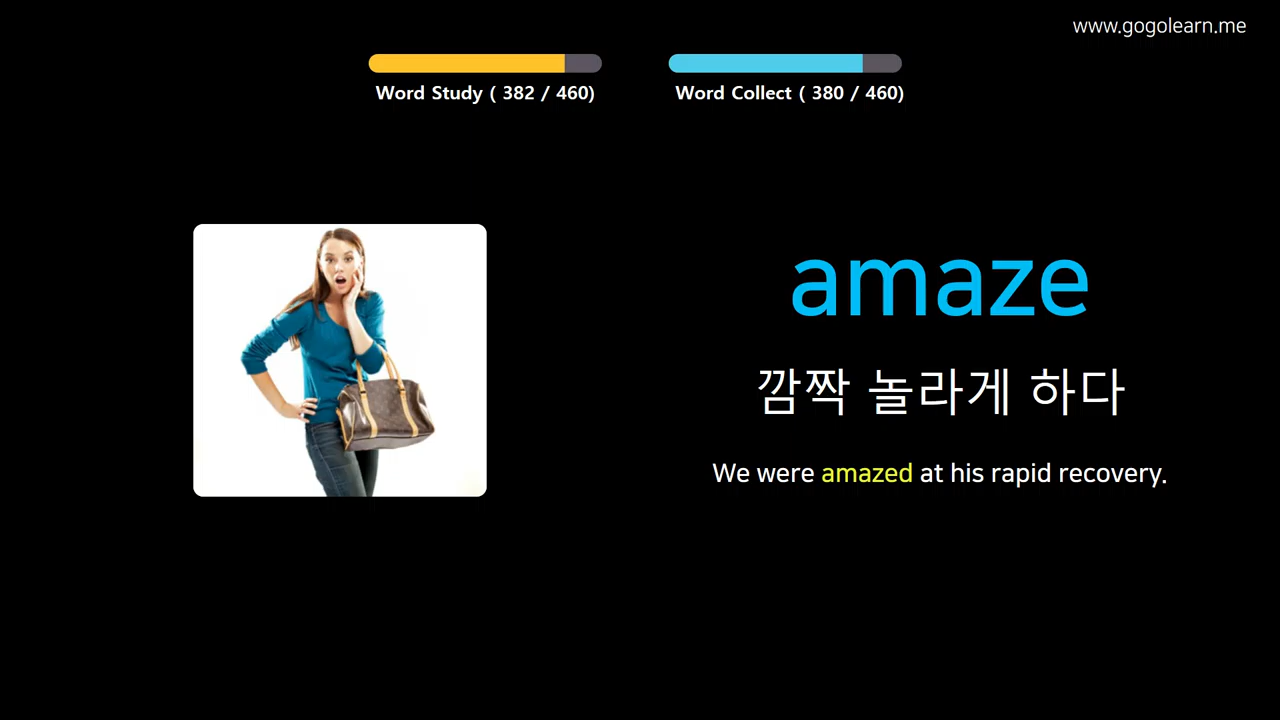 www.gogolearn.me
Word Study ( 382 / 460)
Word Collect ( 380 / 460)
amaze
깜짝 놀라게 하다
We were amazed at his rapid recovery.